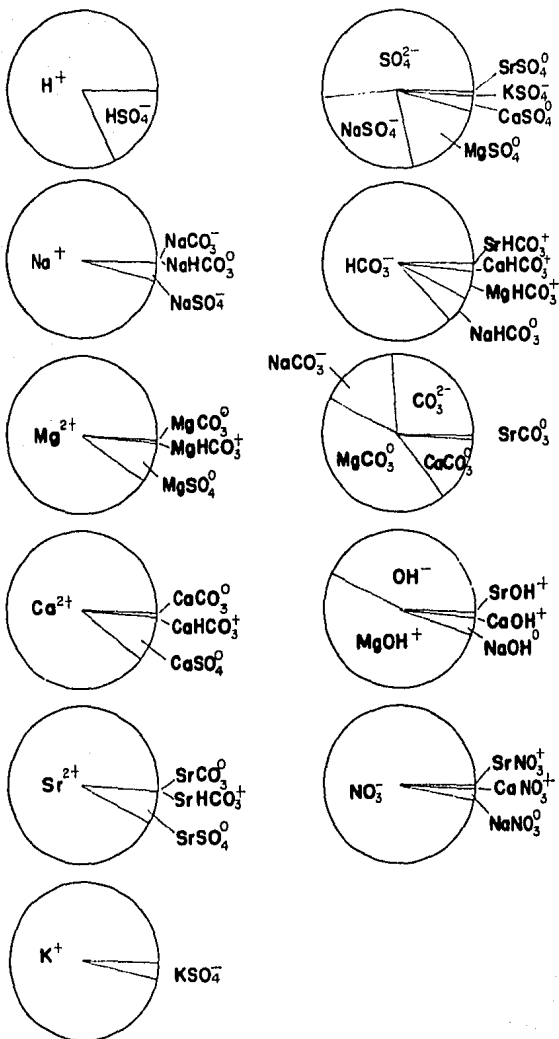 H⁺
HSO₄⁻
Na⁺
NaCO₃⁻
NaHCO₃⁰
NaSO₄⁻
Mg²⁺
MgCO₃⁰
MgHCO₃⁺
MgSO₄⁰
Ca²⁺
CaCO₃⁰
CaHCO₃⁺
CaSO₄⁰
Sr²⁺
SrCO₃⁰
SrHCO₃⁺
SrSO₄⁰
K⁺
KSO₄⁻
SO₄²⁻
SrSO₄⁰
KSO₄⁻
CaSO₄⁰
NaSO₄⁻
MgSO₄⁰
HCO₃⁻
SrHCO₃⁺
CaHCO₃⁺
MgHCO₃⁺
NaHCO₃⁰
NaCO₃⁻
CO₃²⁻
SrCO₃⁰
MgCO₃⁰
CaCO₃⁰
OH⁻
SrOH⁺
CaOH⁺
NaOH⁰
MgOH⁺
NO₃⁻
SrNO₃⁺
CaNO₃⁺
NaNO₃⁰